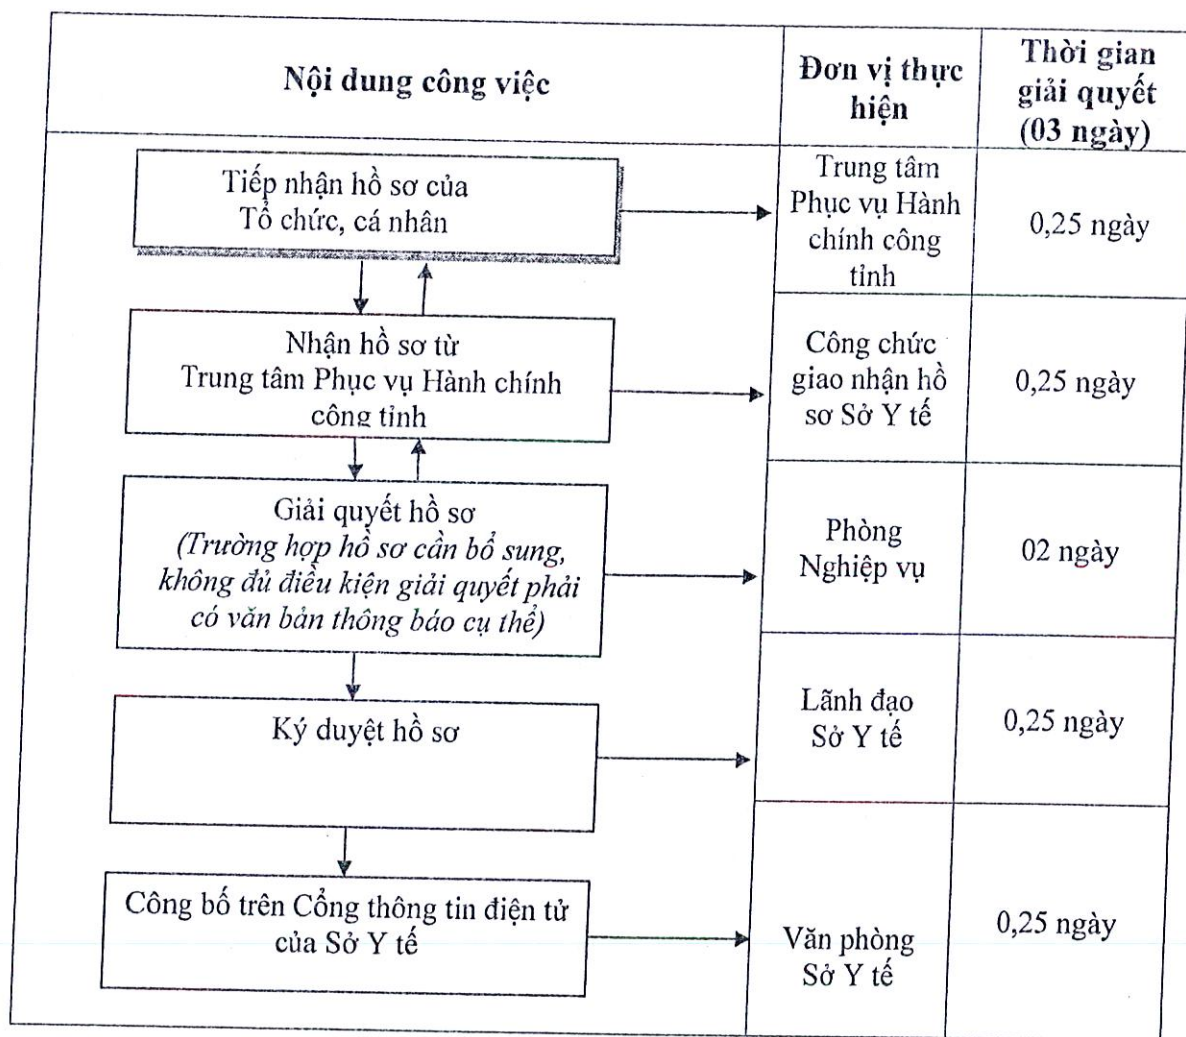 Nội dung công việc
Đơn vị thực
hiện
Thời gian
giải quyết
(03 ngày)
Tiếp nhận hồ sơ của
Tổ chức, cá nhân
Trung tâm
Phục vụ Hành
chính công
tỉnh
0,25 ngày
Nhận hồ sơ từ
Trung tâm Phục vụ Hành chính
công tỉnh
Công chức
giao nhận hồ
sơ Sở Y tế
0,25 ngày
Giải quyết hồ sơ
(Trường hợp hồ sơ cần bổ sung,
không đủ điều kiện giải quyết phải
có văn bản thông báo cụ thể)
Phòng
Nghiệp vụ
02 ngày
Ký duyệt hồ sơ
Lãnh đạo
Sở Y tế
0,25 ngày
Công bố trên Cổng thông tin điện tử
của Sở Y tế
Văn phòng
Sở Y tế
0,25 ngày